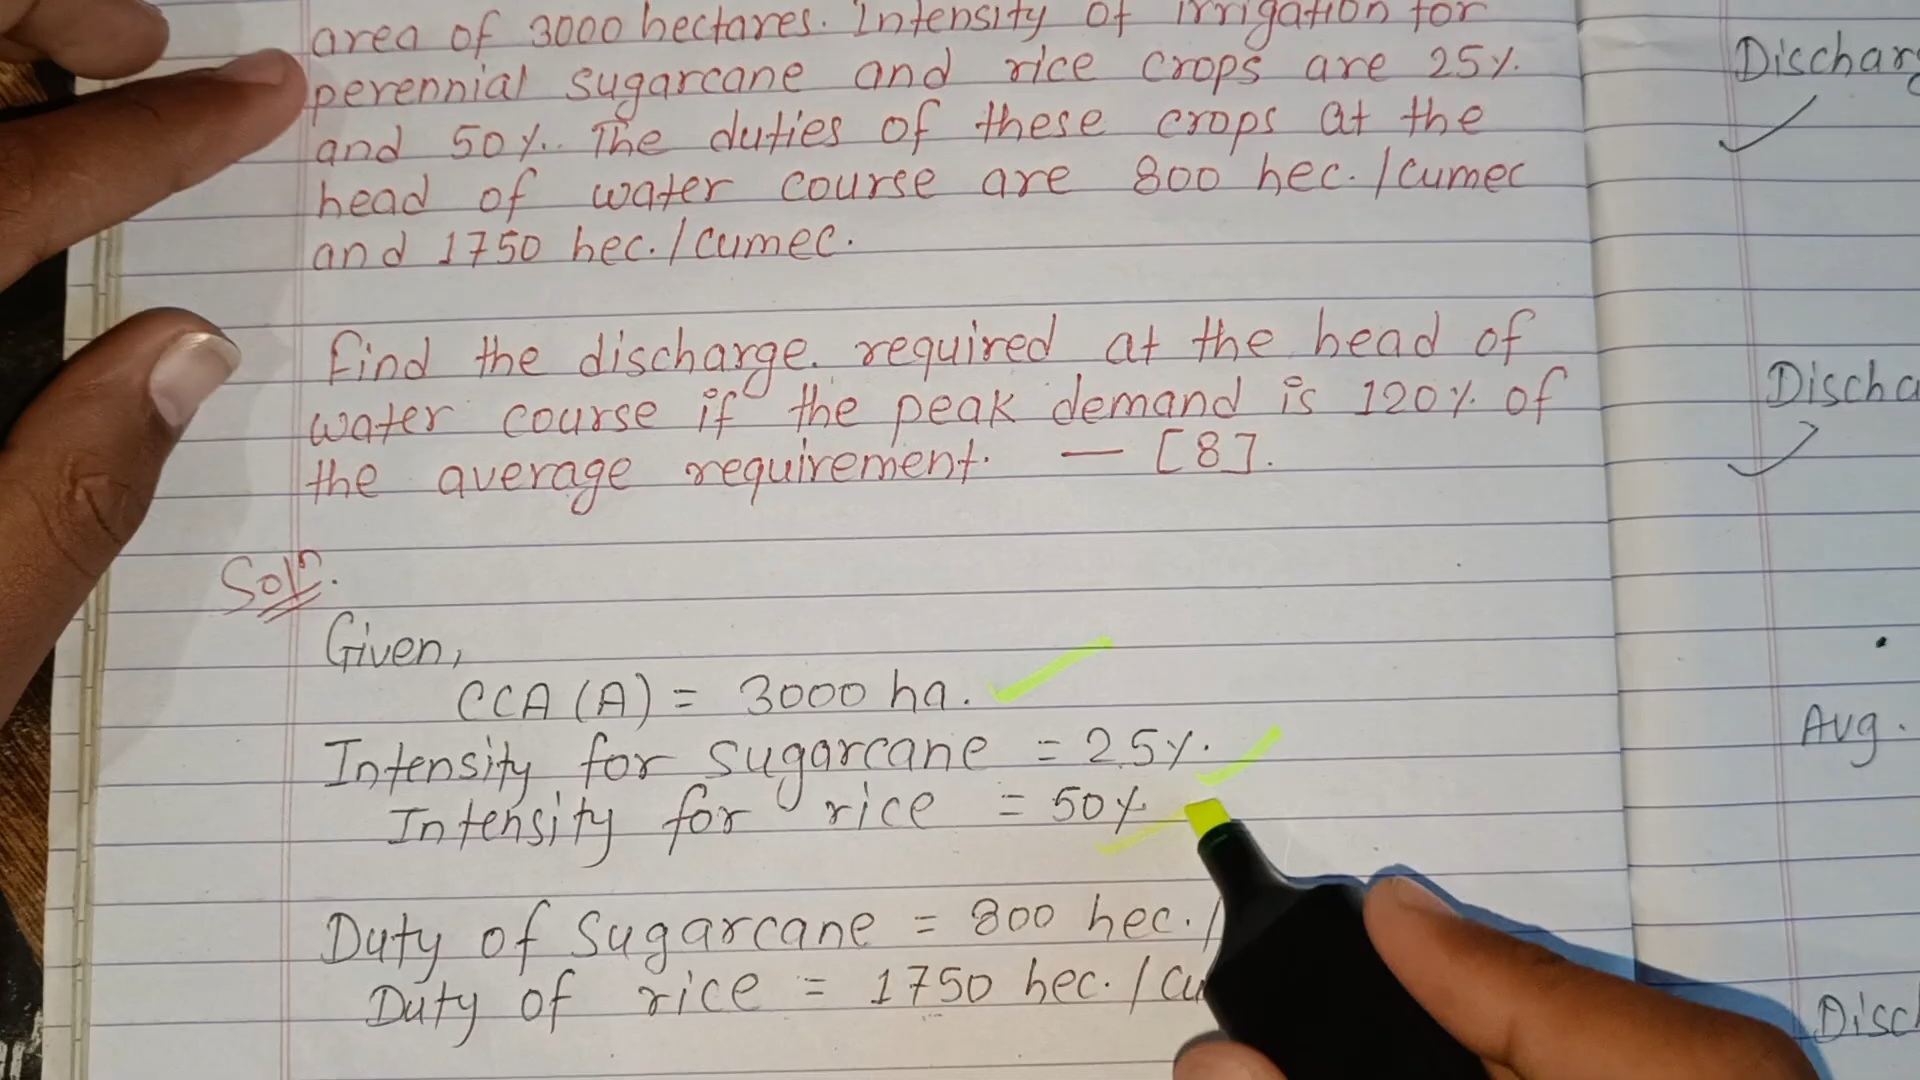 area of 3000 hectares. Intensity of irrigation for
perennial sugarcane and rice crops are 25%.
and 50%. The duties of these crops at the
head of water course are 800 hec./cumec
and 1750 hec./cumec.
Find the discharge. required at the head of
water course if the peak demand is 120% of
the average requirement. — [8].
Soln.
Given,
CCA (A) = 3000 ha.
Intensity for sugarcane = 25%.
Intensity for rice = 50%
Duty of Sugarcane = 800 hec./
Duty of rice = 1750 hec./cu
Discharg
Discha
Avg.
Disch